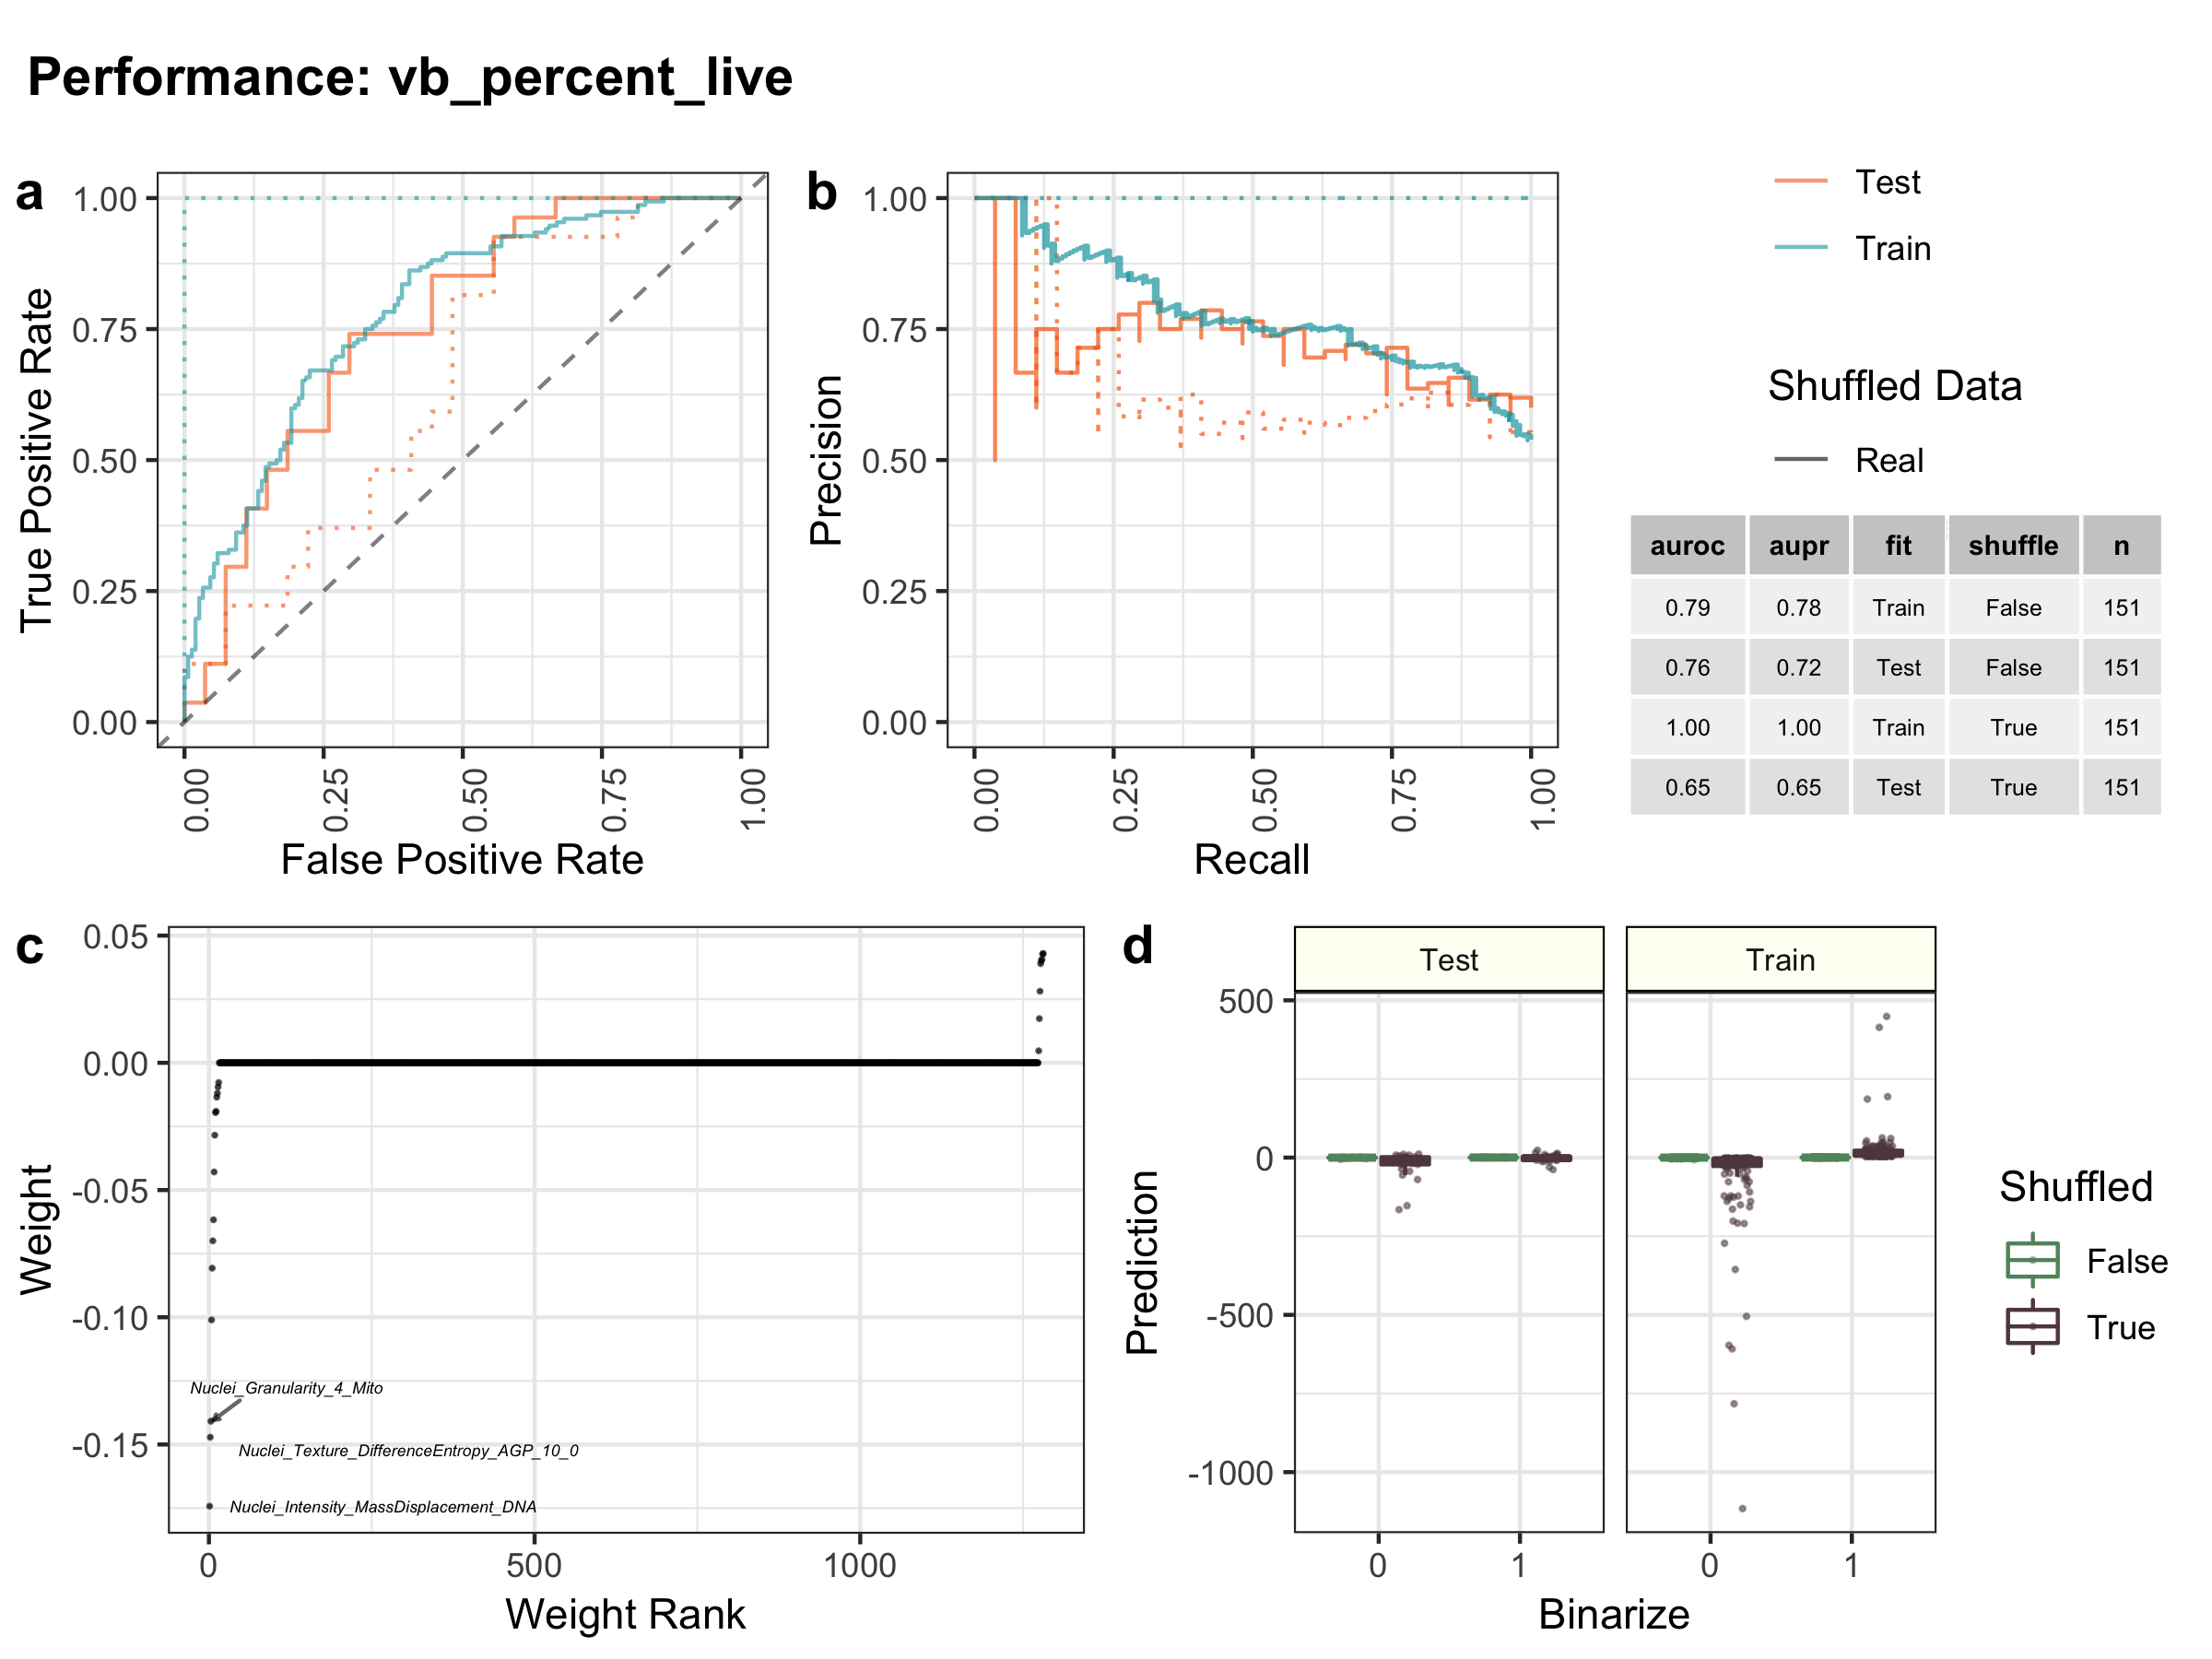 Performance: vb_percent_live
a
1.00
0.75
0.50
0.25
0.00
True Positive Rate
0.00
0.25
0.50
0.75
1.00
False Positive Rate
b
1.00
0.75
0.50
0.25
0.00
Precision
0.00
0.25
0.50
0.75
1.00
Recall
Test
Train
Shuffled Data
Real
auroc aupr fit shuffle n
0.79 0.78 Train False 151
0.76 0.72 Test False 151
1.00 1.00 Train True 151
0.65 0.65 Test True 151
c
0.05
0.00
-0.05
-0.10
-0.15
Weight
Nuclei_Granularity_4_Mito
Nuclei_Texture_DifferenceEntropy_AGP_10_0
Nuclei_Intensity_MassDisplacement_DNA
0
500
1000
Weight Rank
d
Test
Train
500
0
-500
-1000
Prediction
0
1
0
1
Binarize
Shuffled
False
True